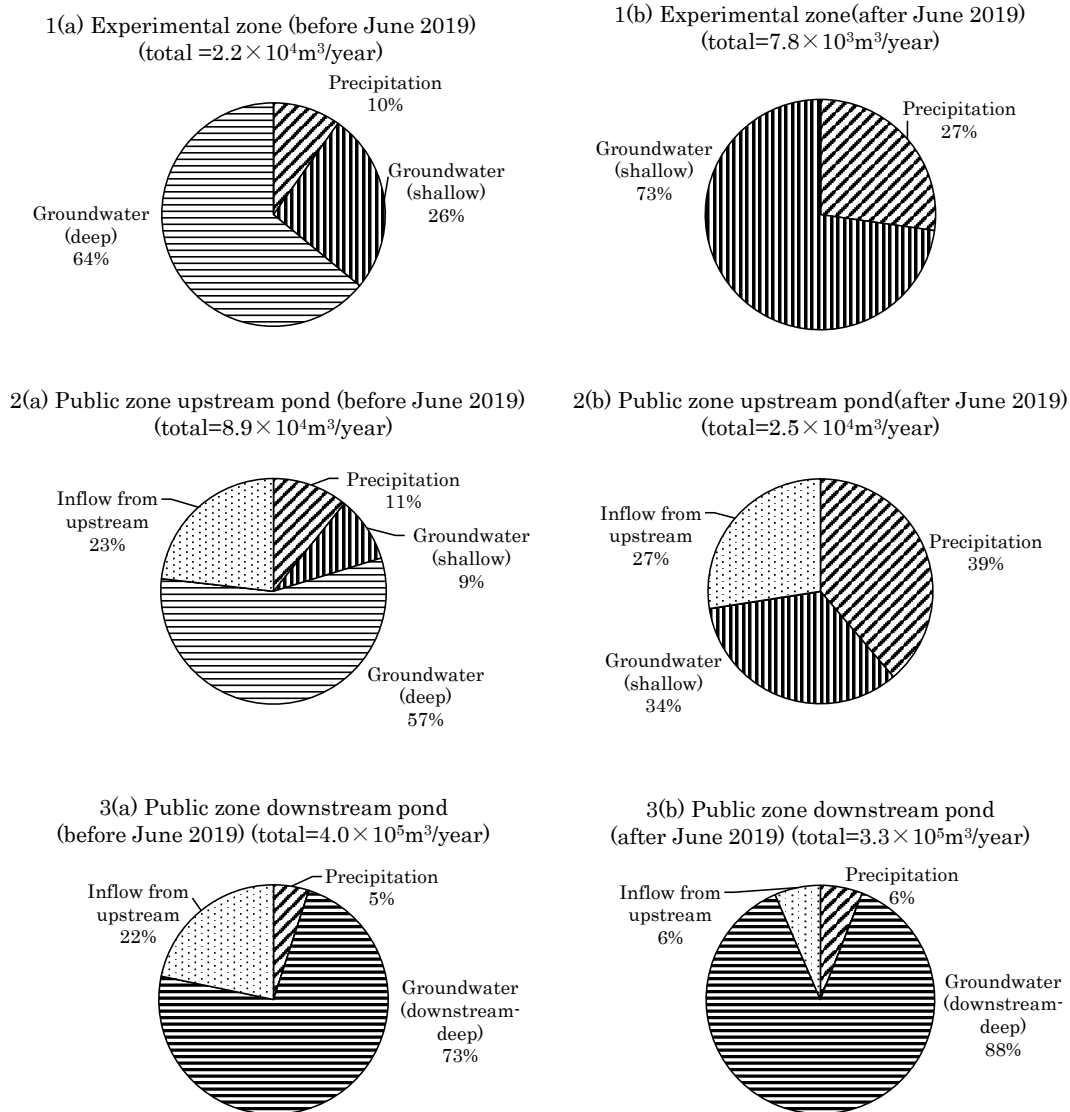 1(a) Experimental zone (before June 2019)
(total =2.2×10⁴m³/year)
Precipitation
10%
Groundwater
(shallow)
26%
Groundwater
(deep)
64%
1(b) Experimental zone(after June 2019)
(total=7.8×10³m³/year)
Precipitation
27%
Groundwater
(shallow)
73%
2(a) Public zone upstream pond (before June 2019)
(total=8.9×10⁴m³/year)
Inflow from
upstream
23%
Precipitation
11%
Groundwater
(shallow)
9%
Groundwater
(deep)
57%
2(b) Public zone upstream pond(after June 2019)
(total=2.5×10⁴m³/year)
Inflow from
upstream
27%
Precipitation
39%
Groundwater
(shallow)
34%
3(a) Public zone downstream pond
(before June 2019) (total=4.0×10⁵m³/year)
Inflow from
upstream
22%
Precipitation
5%
Groundwater
(downstream-
deep)
73%
3(b) Public zone downstream pond
(after June 2019) (total=3.3×10⁵m³/year)
Inflow from
upstream
6%
Precipitation
6%
Groundwater
(downstream-
deep)
88%